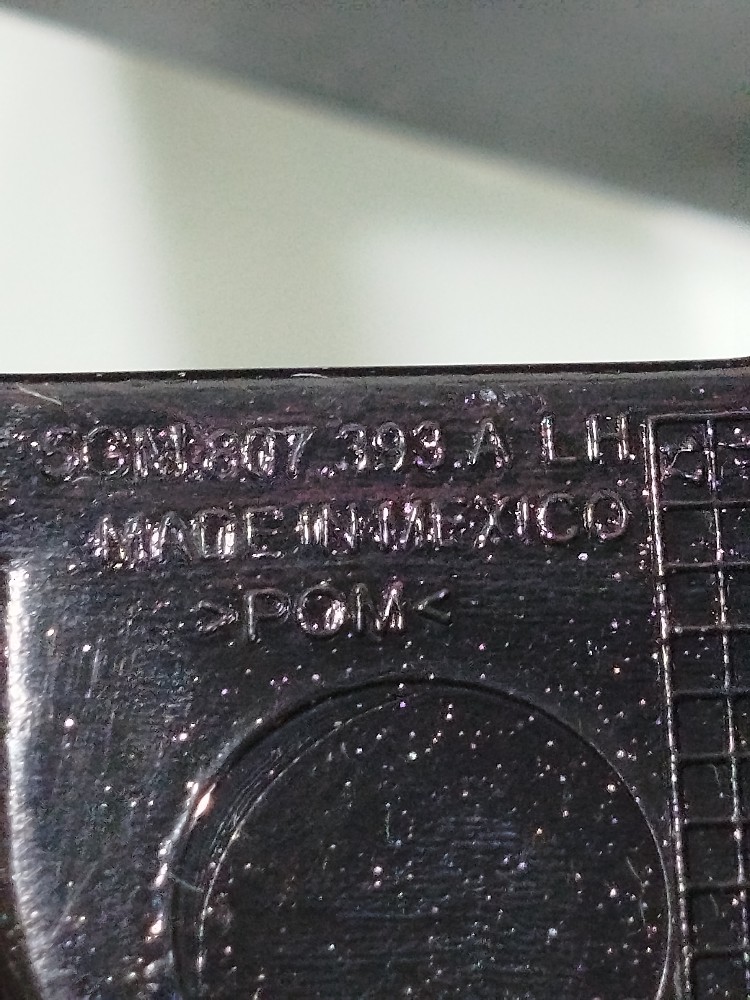 5GM.807.393 A LH
MADE IN MEXICO
>POM<